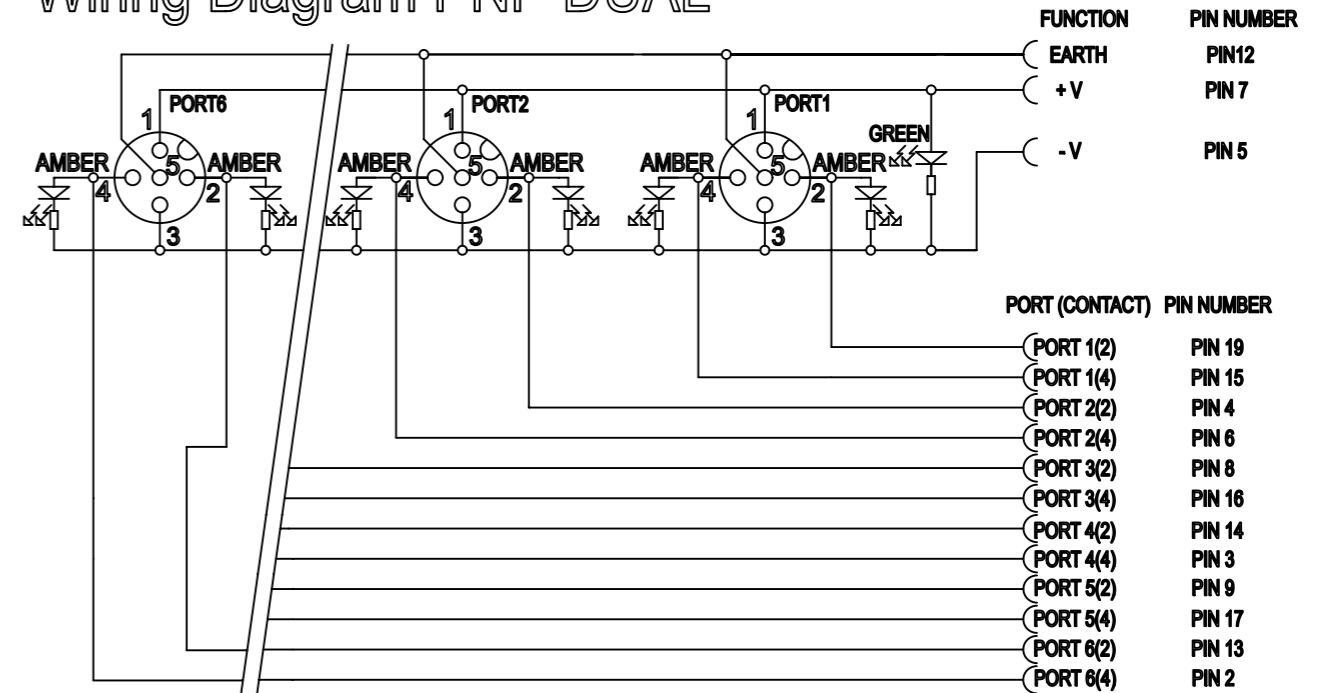 Wiring Diagram PNP DUAL
FUNCTION PIN NUMBER
EARTH PIN12
+ V PIN 7
- V PIN 5
PORT6 PORT2 PORT1
1 1 1
GREEN
AMBER 5 AMBER AMBER 5 AMBER AMBER 5 AMBER
4 2 4 2 4 2
3 3 3
PORT (CONTACT) PIN NUMBER
PORT 1(2) PIN 19
PORT 1(4) PIN 15
PORT 2(2) PIN 4
PORT 2(4) PIN 6
PORT 3(2) PIN 8
PORT 3(4) PIN 16
PORT 4(2) PIN 14
PORT 4(4) PIN 3
PORT 5(2) PIN 9
PORT 5(4) PIN 17
PORT 6(2) PIN 13
PORT 6(4) PIN 2